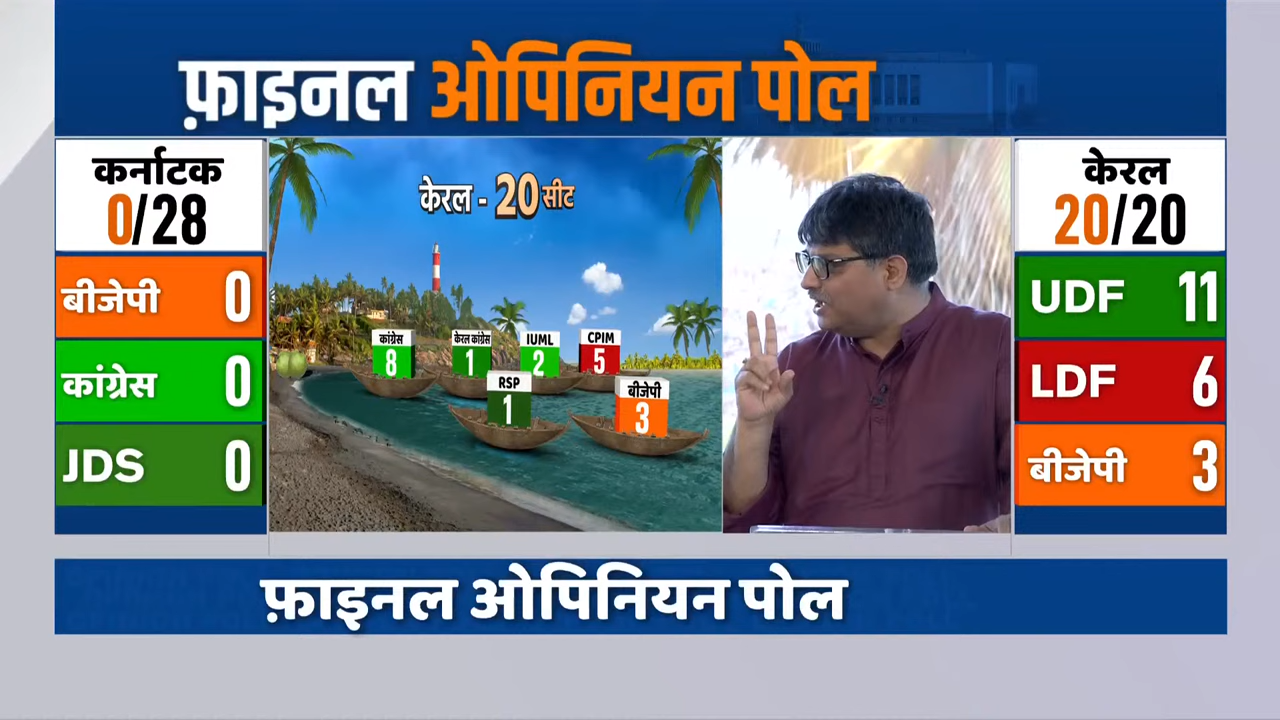 फ़ाइनल ओपिनियन पोल
कर्नाटक
0/28
बीजेपी 0
कांग्रेस 0
JDS 0
केरल - 20 सीट
कांग्रेस
8
केरल कांग्रेस
1
IUML
2
CPIM
5
RSP
1
बीजेपी
3
केरल
20/20
UDF 11
LDF 6
बीजेपी 3
फ़ाइनल ओपिनियन पोल